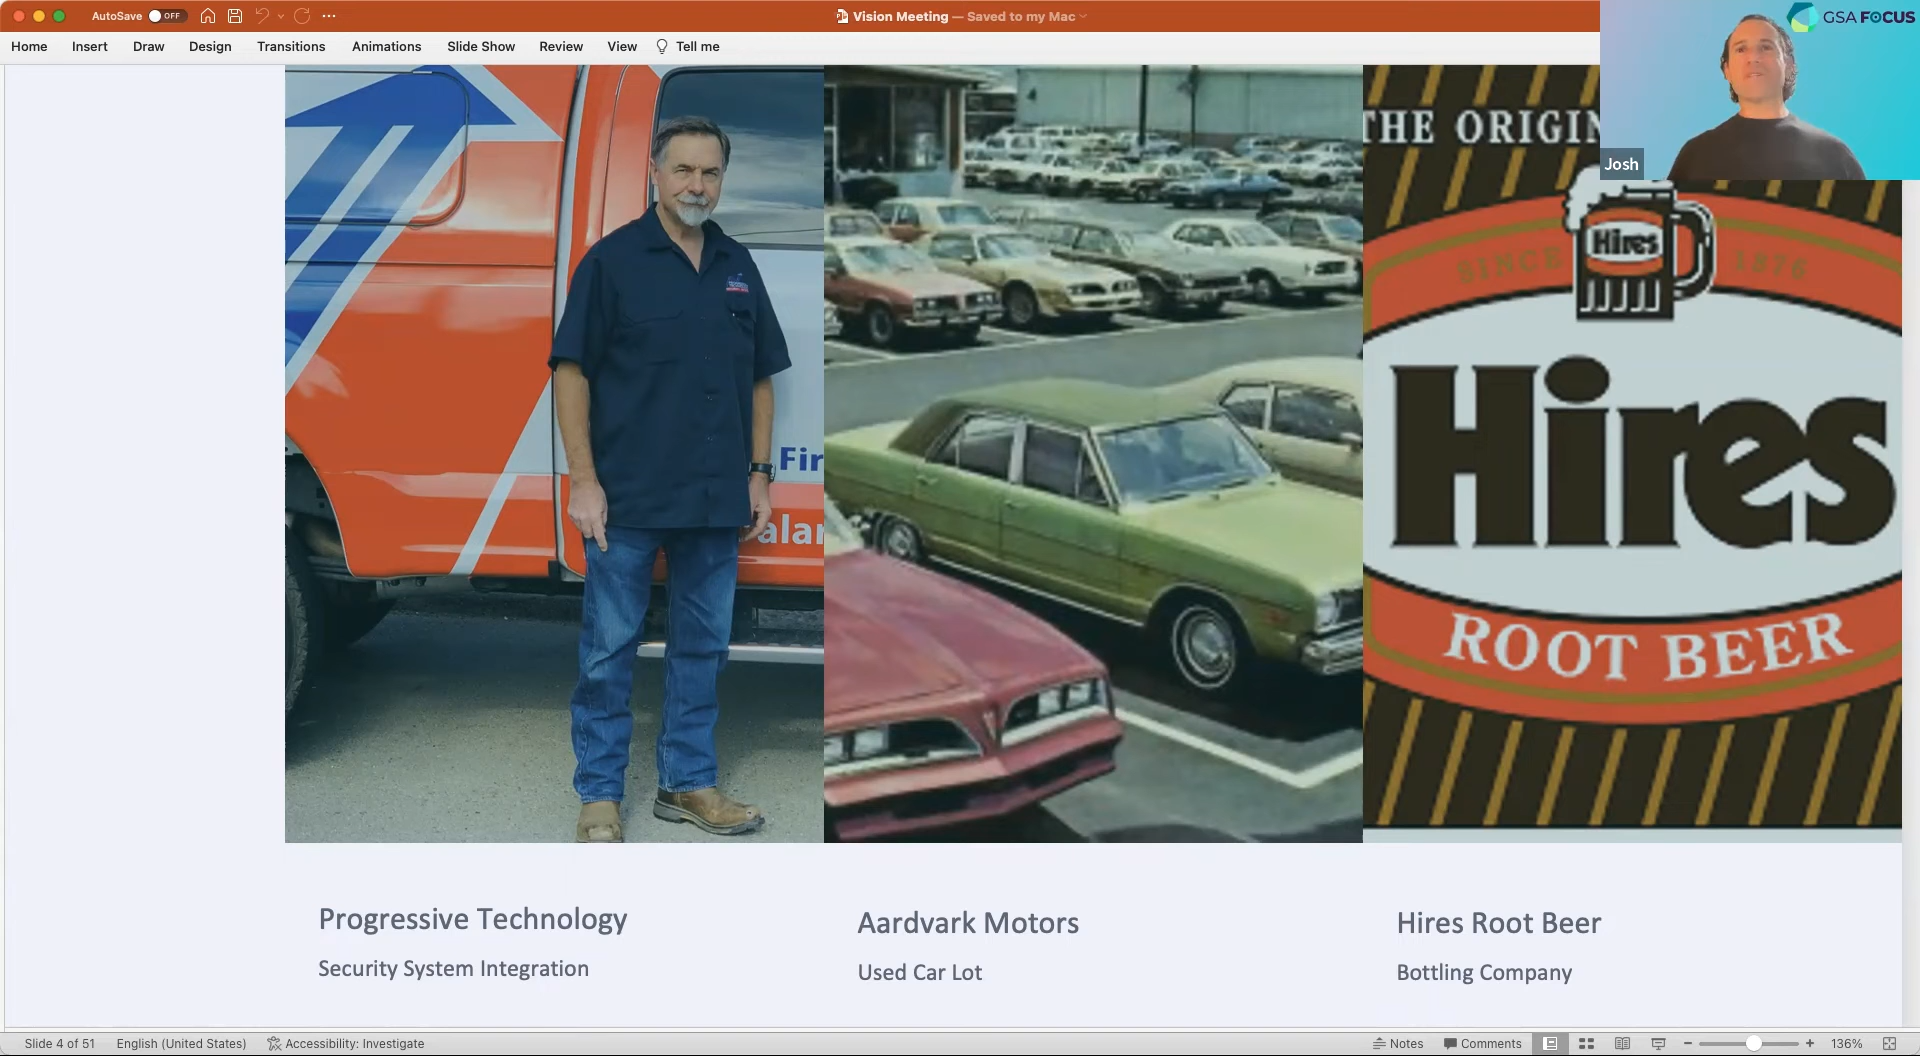 AutoSave OFF
Vision Meeting — Saved to my Mac
GSA FOCUS
Home Insert Draw Design Transitions Animations Slide Show Review View Tell me
Josh
Fir
alar
THE ORIGIN
SINCE 1876
Hires
Hires
ROOT BEER
Progressive Technology
Security System Integration
Aardvark Motors
Used Car Lot
Hires Root Beer
Bottling Company
Slide 4 of 51 English (United States) Accessibility: Investigate Notes Comments 136%